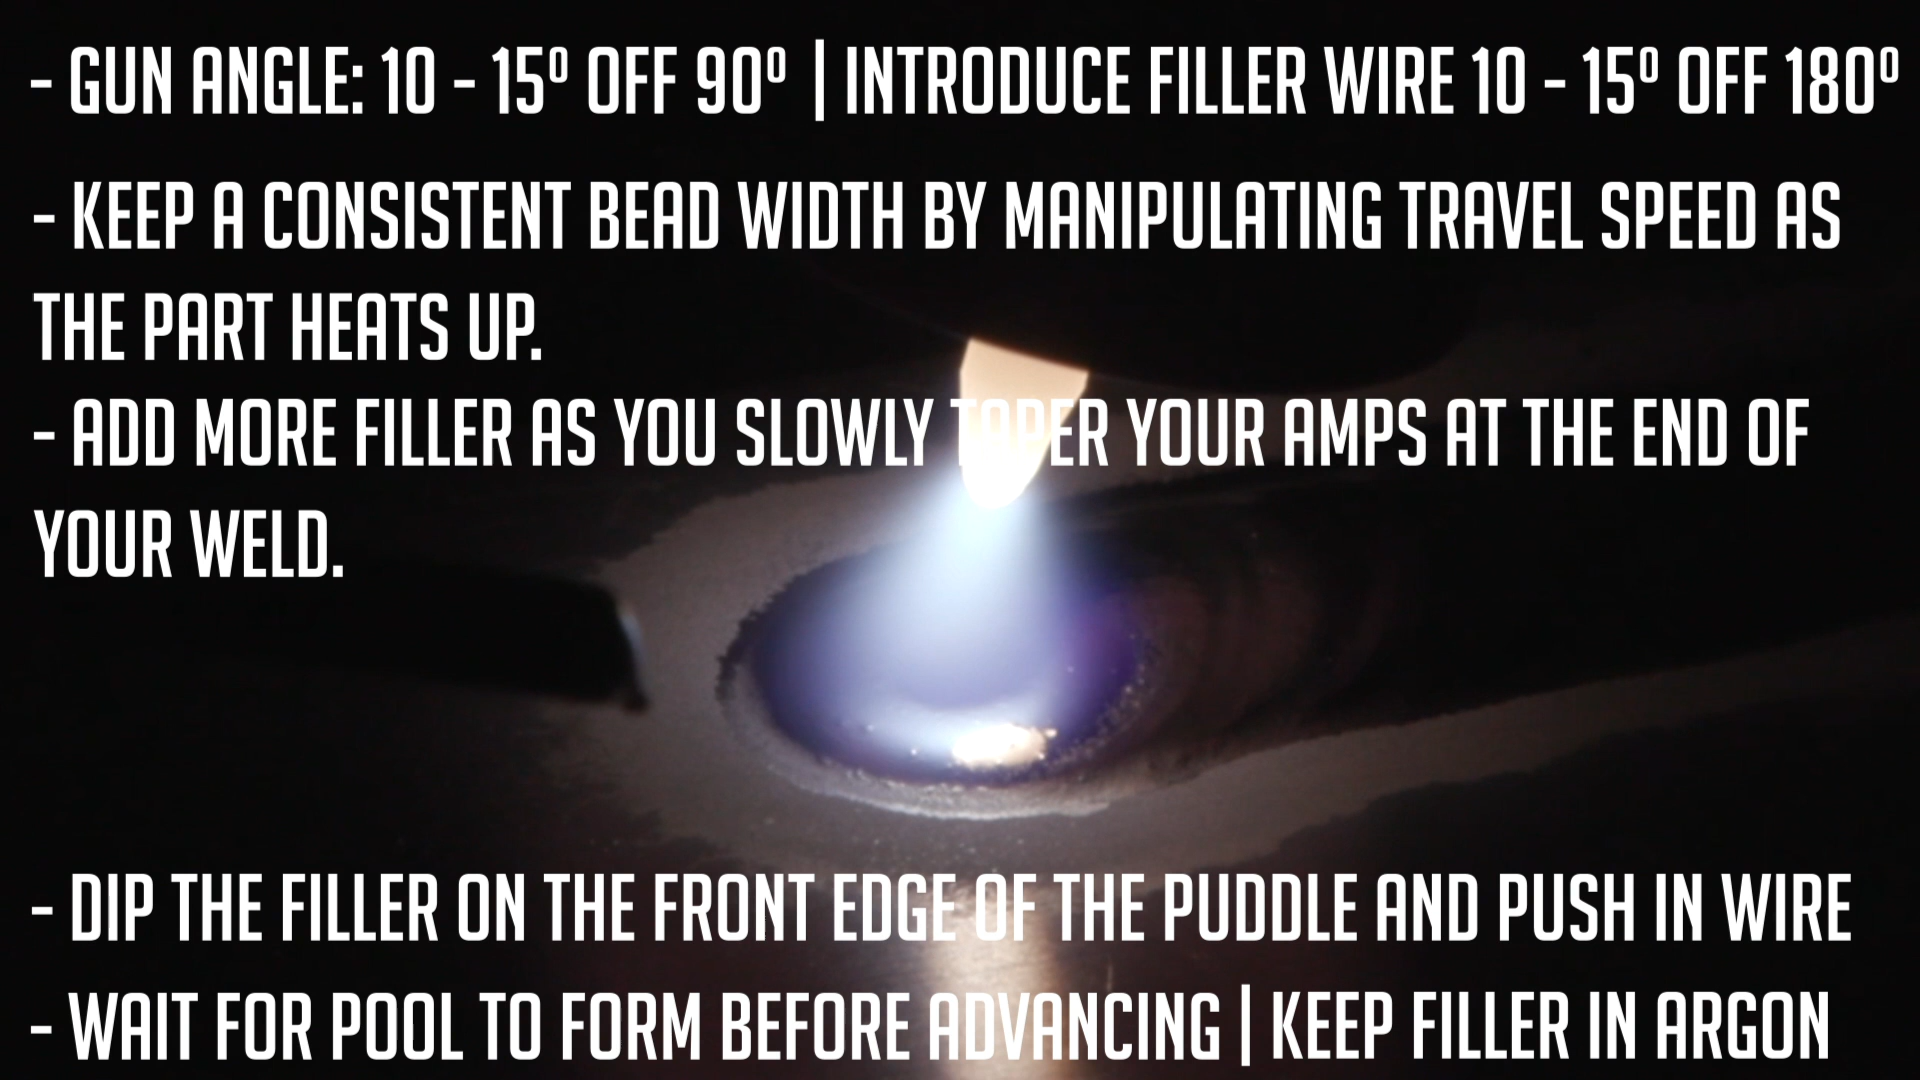 - GUN ANGLE: 10 - 15º OFF 90º | INTRODUCE FILLER WIRE 10 - 15º OFF 180º
- KEEP A CONSISTENT BEAD WIDTH BY MANIPULATING TRAVEL SPEED AS
THE PART HEATS UP.
- ADD MORE FILLER AS YOU SLOWLY TAPER YOUR AMPS AT THE END OF
YOUR WELD.
- DIP THE FILLER ON THE FRONT EDGE OF THE PUDDLE AND PUSH IN WIRE
- WAIT FOR POOL TO FORM BEFORE ADVANCING | KEEP FILLER IN ARGON